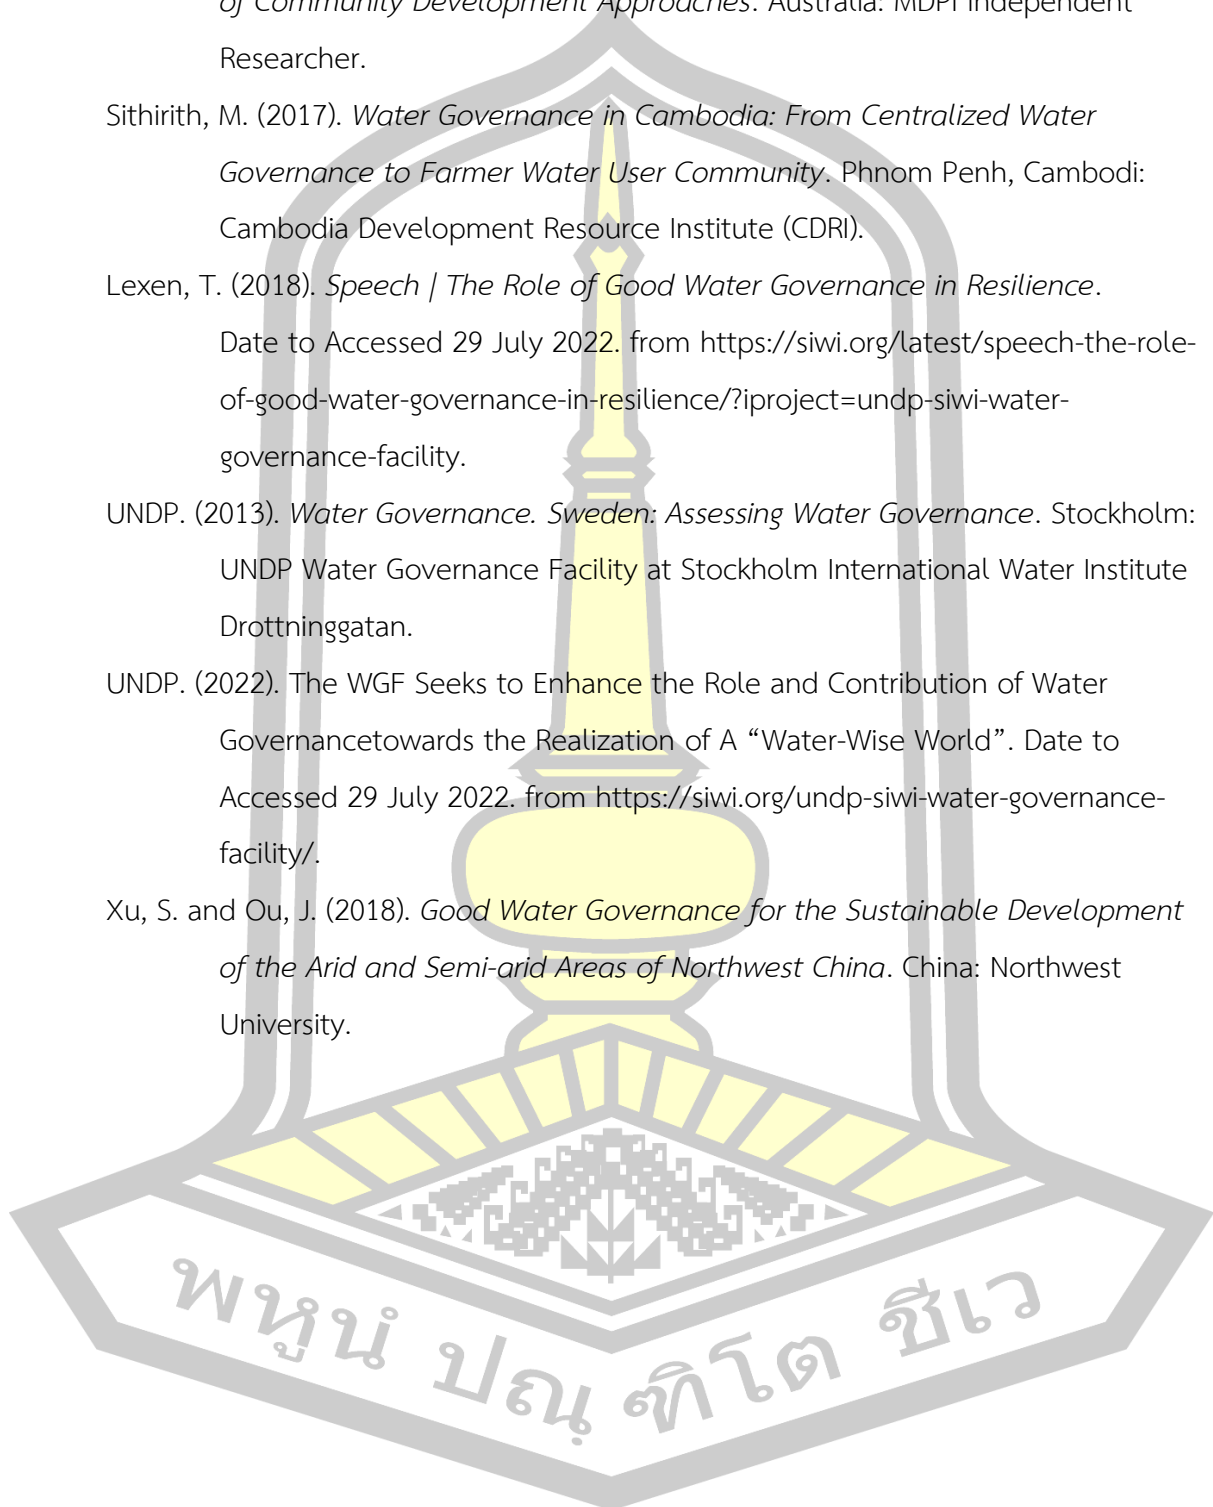 of Community Development Approaches. Australia: MDPI Independent
Researcher.
Sithirith, M. (2017). Water Governance in Cambodia: From Centralized Water
Governance to Farmer Water User Community. Phnom Penh, Cambodi:
Cambodia Development Resource Institute (CDRI).
Lexen, T. (2018). Speech | The Role of Good Water Governance in Resilience.
Date to Accessed 29 July 2022. from https://siwi.org/latest/speech-the-role-
of-good-water-governance-in-resilience/?iproject=undp-siwi-water-
governance-facility.
UNDP. (2013). Water Governance. Sweden: Assessing Water Governance. Stockholm:
UNDP Water Governance Facility at Stockholm International Water Institute
Drottninggatan.
UNDP. (2022). The WGF Seeks to Enhance the Role and Contribution of Water
Governancetowards the Realization of A “Water-Wise World”. Date to
Accessed 29 July 2022. from https://siwi.org/undp-siwi-water-governance-
facility/.
Xu, S. and Ou, J. (2018). Good Water Governance for the Sustainable Development
of the Arid and Semi-arid Areas of Northwest China. China: Northwest
University.
พหูนํ ปณฺฑิโต ชีเว